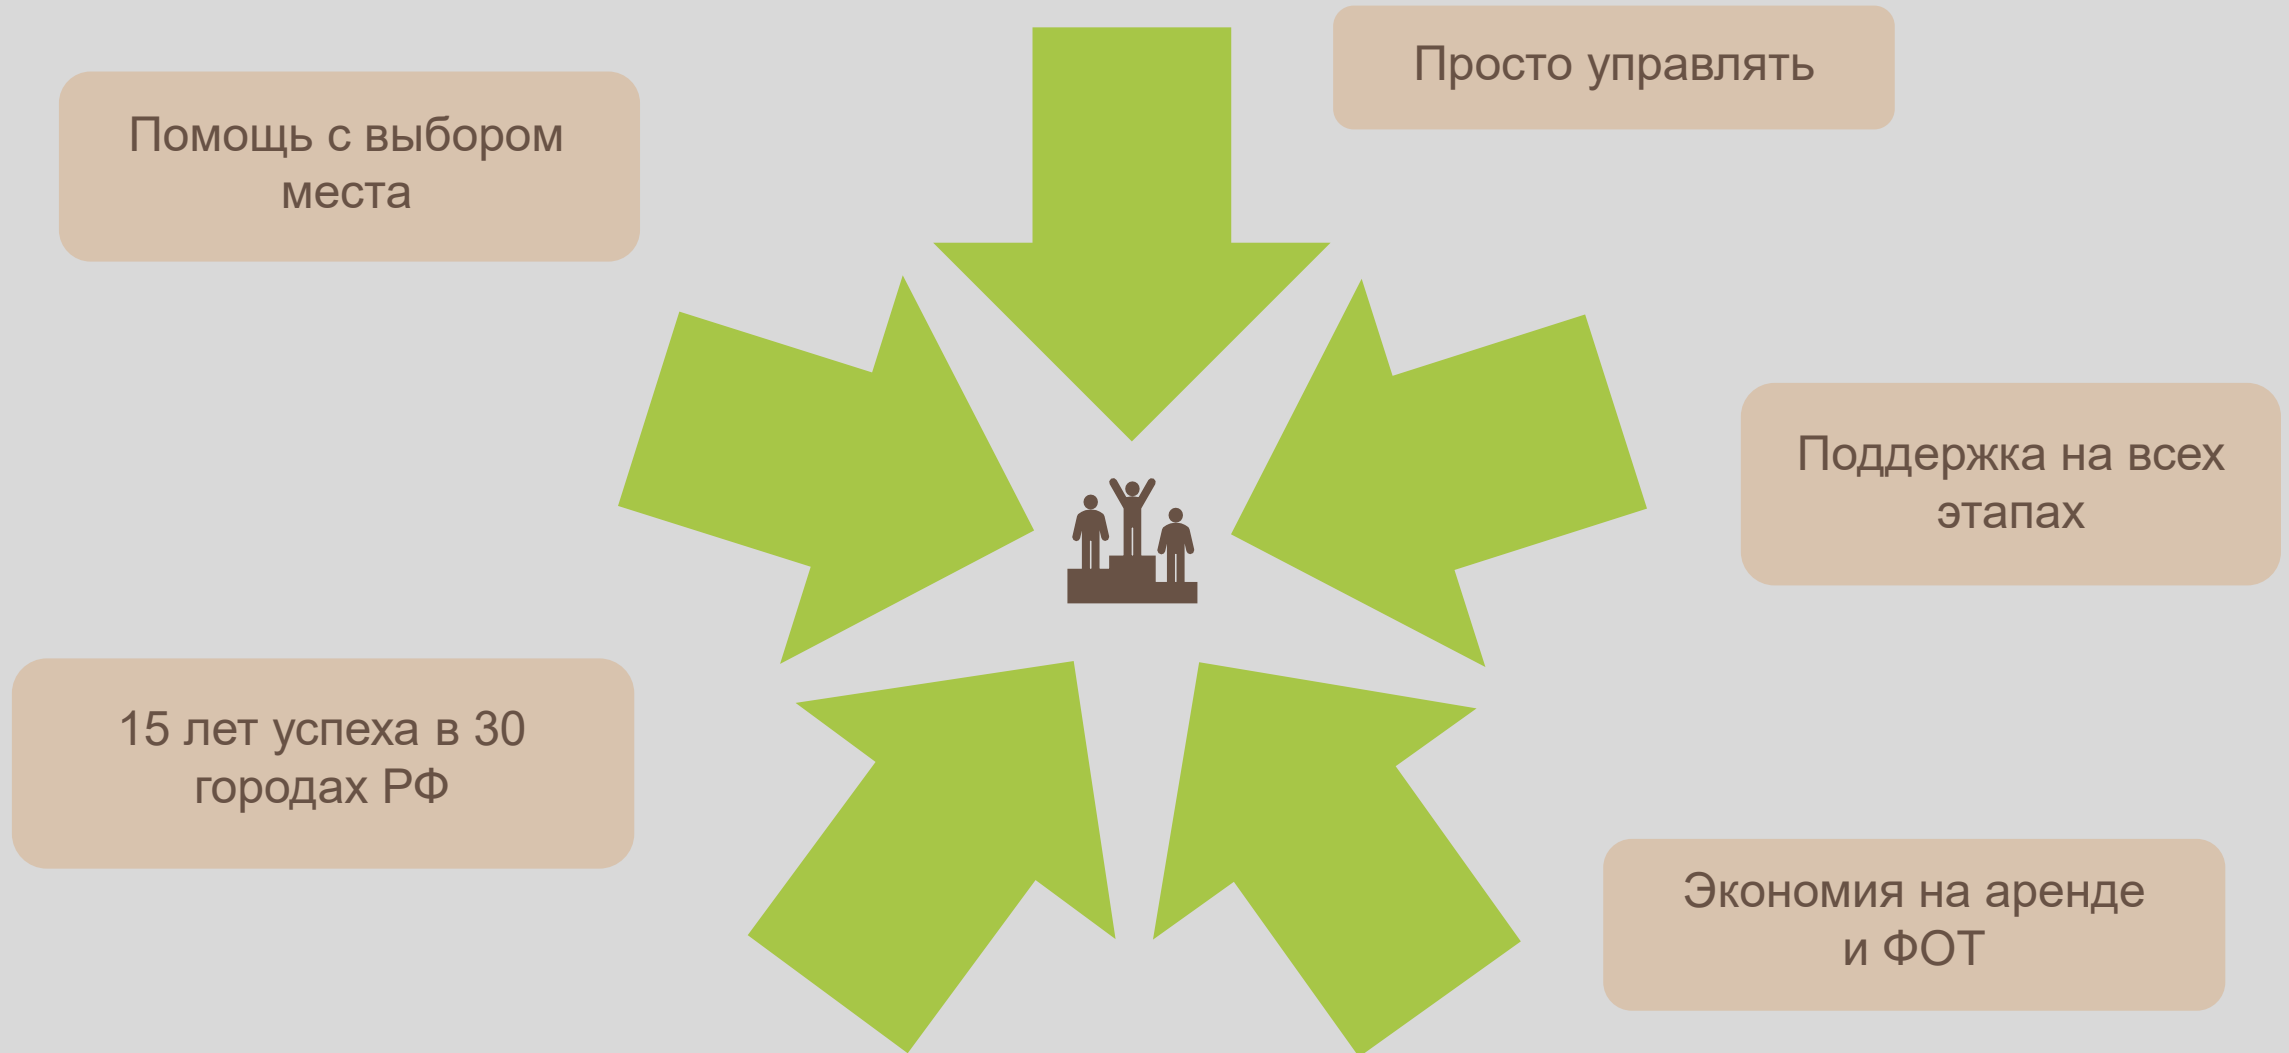 Просто управлять
Помощь с выбором
места
Поддержка на всех
этапах
15 лет успеха в 30
городах РФ
Экономия на аренде
и ФОТ